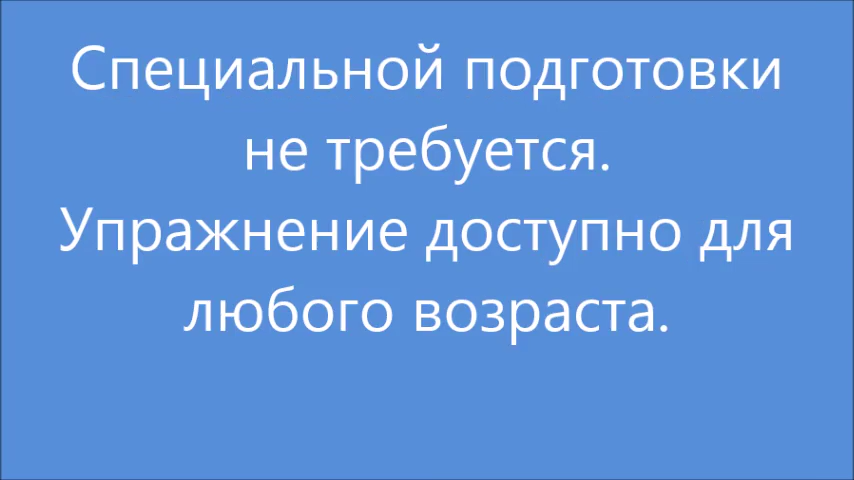 Специальной подготовки
не требуется.
Упражнение доступно для
любого возраста.